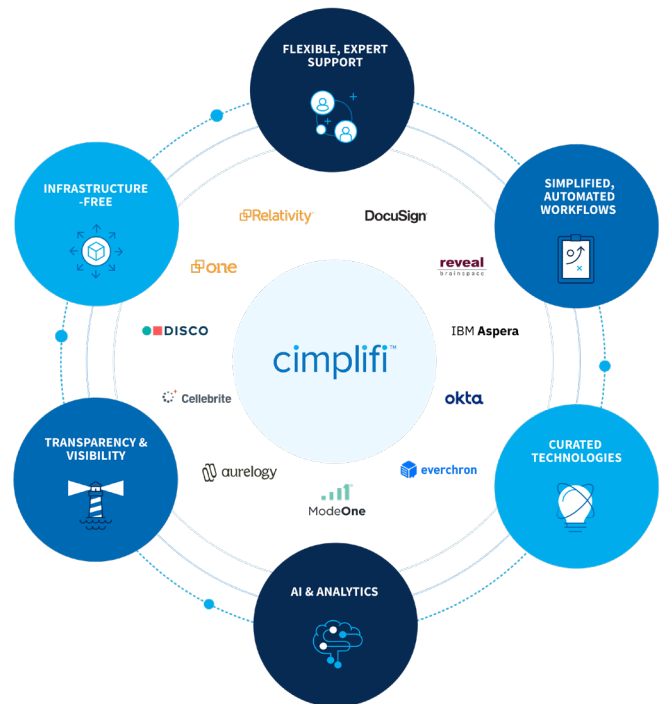 FLEXIBLE, EXPERT
SUPPORT
INFRASTRUCTURE
-FREE
SIMPLIFIED,
AUTOMATED
WORKFLOWS
Relativity
DocuSign
one
reveal
brainspace
DISCO
IBM Aspera
cimplifi™
Cellebrite
okta
TRANSPARENCY &
VISIBILITY
CURATED
TECHNOLOGIES
aurelogy
everchron
ModeOne
AI & ANALYTICS